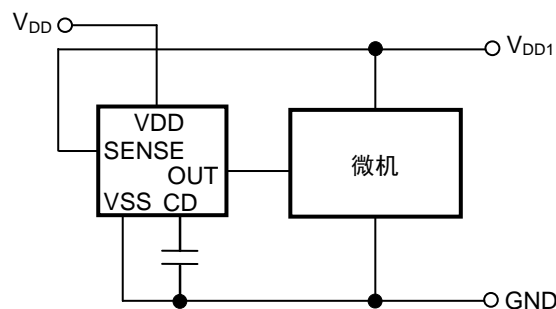 VDD
VDD1
VDD
SENSE
OUT
VSS CD
微机
GND